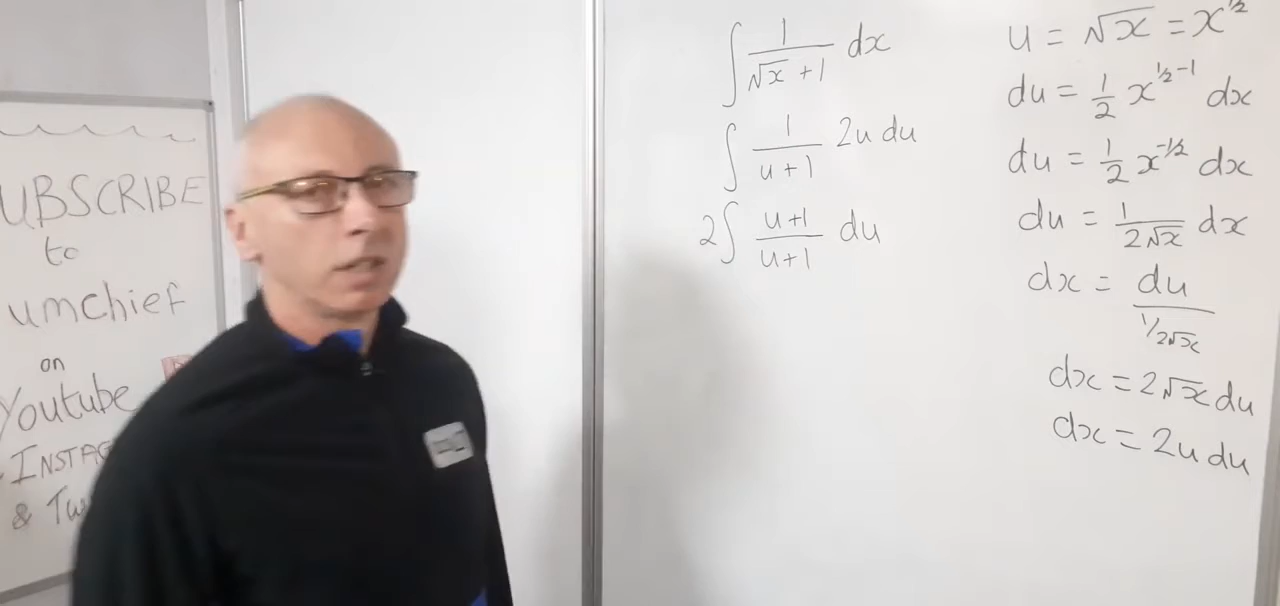 UBSCRIBE
to
umchief
on
Youtube
INSTAG
& Tw
∫ 1/(√x + 1) dx
∫ 1/(u+1) 2u du
2∫ (u+1)/(u+1) du
u = √x = x^½
du = ½ x^(½-1) dx
du = ½ x^(-½) dx
du = 1/(2√x) dx
dx = du/(1/2√x)
dx = 2√x du
dx = 2u du